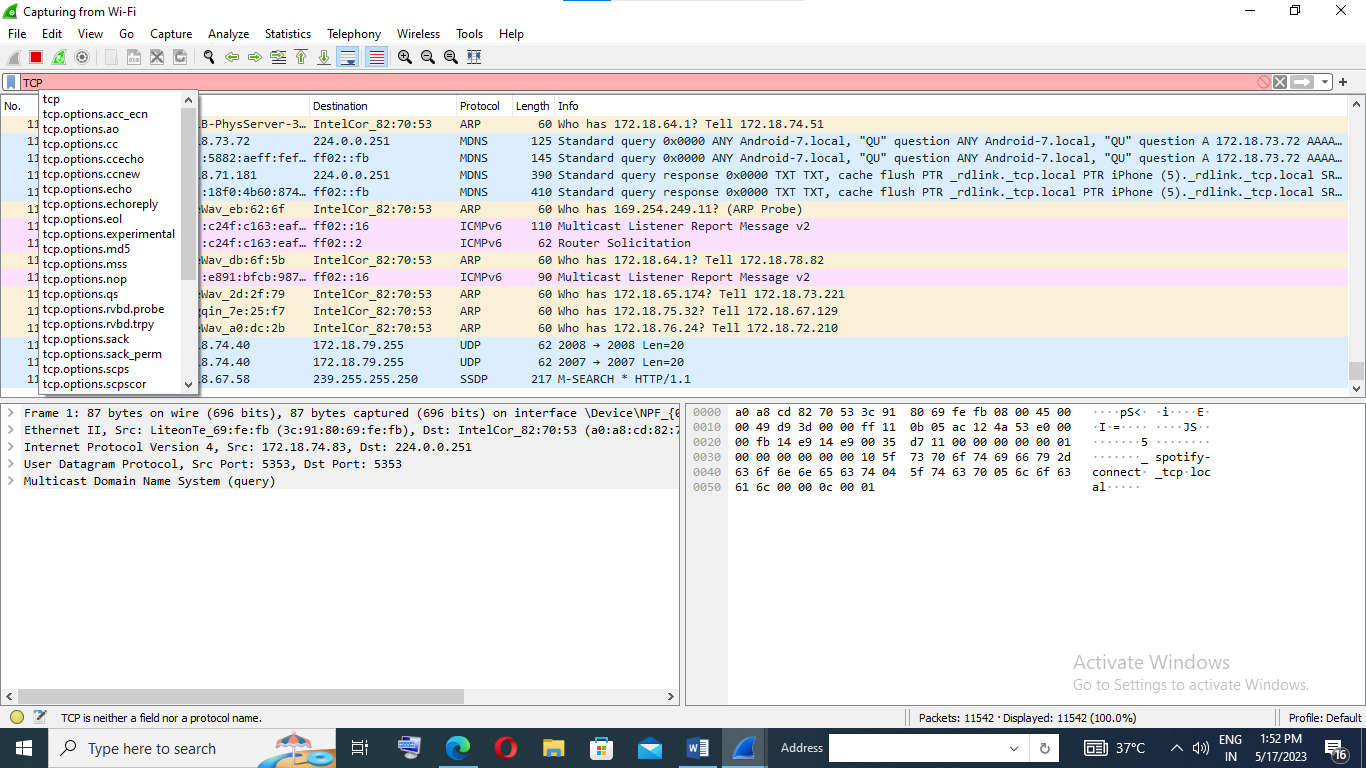 Capturing from Wi-Fi
File Edit View Go Capture Analyze Statistics Telephony Wireless Tools Help
TCP
No. Destination Protocol Length Info
tcp
tcp.options.acc_ecn
tcp.options.ao
tcp.options.cc
tcp.options.ccecho
tcp.options.ccnew
tcp.options.echo
tcp.options.echoreply
tcp.options.eol
tcp.options.experimental
tcp.options.md5
tcp.options.mss
tcp.options.nop
tcp.options.qs
tcp.options.rvbd.probe
tcp.options.rvbd.trpy
tcp.options.sack
tcp.options.sack_perm
tcp.options.scps
tcp.options.scpscor
11 B-PhysServer-3… IntelCor_82:70:53 ARP 60 Who has 172.18.64.1? Tell 172.18.74.51
11 8.73.72 224.0.0.251 MDNS 125 Standard query 0x0000 ANY Android-7.local, "QU" question ANY Android-7.local, "QU" question A 172.18.73.72 AAAA…
11 :5882:aeff:fef… ff02::fb MDNS 145 Standard query 0x0000 ANY Android-7.local, "QU" question ANY Android-7.local, "QU" question A 172.18.73.72 AAAA…
11 8.71.181 224.0.0.251 MDNS 390 Standard query response 0x0000 TXT TXT, cache flush PTR _rdlink._tcp.local PTR iPhone (5)._rdlink._tcp.local SR…
11 :18f0:4b60:874… ff02::fb MDNS 410 Standard query response 0x0000 TXT TXT, cache flush PTR _rdlink._tcp.local PTR iPhone (5)._rdlink._tcp.local SR…
11 eWav_eb:62:6f IntelCor_82:70:53 ARP 60 Who has 169.254.249.11? (ARP Probe)
11 :c24f:c163:eaf… ff02::16 ICMPv6 110 Multicast Listener Report Message v2
11 :c24f:c163:eaf… ff02::2 ICMPv6 62 Router Solicitation
11 eWav_db:6f:5b IntelCor_82:70:53 ARP 60 Who has 172.18.64.1? Tell 172.18.78.82
11 :e891:bfcb:987… ff02::16 ICMPv6 90 Multicast Listener Report Message v2
11 eWav_2d:2f:79 IntelCor_82:70:53 ARP 60 Who has 172.18.65.174? Tell 172.18.73.221
11 gqin_7e:25:f7 IntelCor_82:70:53 ARP 60 Who has 172.18.75.32? Tell 172.18.67.129
11 eWav_a0:dc:2b IntelCor_82:70:53 ARP 60 Who has 172.18.76.24? Tell 172.18.72.210
11 8.74.40 172.18.79.255 UDP 62 2008 → 2008 Len=20
11 8.74.40 172.18.79.255 UDP 62 2007 → 2007 Len=20
11 8.67.58 239.255.255.250 SSDP 217 M-SEARCH * HTTP/1.1
Frame 1: 87 bytes on wire (696 bits), 87 bytes captured (696 bits) on interface \Device\NPF_{0
Ethernet II, Src: LiteonTe_69:fe:fb (3c:91:80:69:fe:fb), Dst: IntelCor_82:70:53 (a0:a8:cd:82:7
Internet Protocol Version 4, Src: 172.18.74.83, Dst: 224.0.0.251
User Datagram Protocol, Src Port: 5353, Dst Port: 5353
Multicast Domain Name System (query)
0000 a0 a8 cd 82 70 53 3c 91 80 69 fe fb 08 00 45 00 ····pS<· ·i····E·
0010 00 49 d9 3d 00 00 ff 11 0b 05 ac 12 4a 53 e0 00 ·I·=···· ····JS··
0020 00 fb 14 e9 14 e9 00 35 d7 11 00 00 00 00 00 01 ·······5 ········
0030 00 00 00 00 00 00 10 5f 73 70 6f 74 69 66 79 2d ·······_ spotify-
0040 63 6f 6e 6e 65 63 74 04 5f 74 63 70 05 6c 6f 63 connect· _tcp·loc
0050 61 6c 00 00 0c 00 01 al·····
Activate Windows
Go to Settings to activate Windows.
TCP is neither a field nor a protocol name. Packets: 11542 · Displayed: 11542 (100.0%) Profile: Default
Type here to search Address 37°C ENG IN 1:52 PM 5/17/2023 16